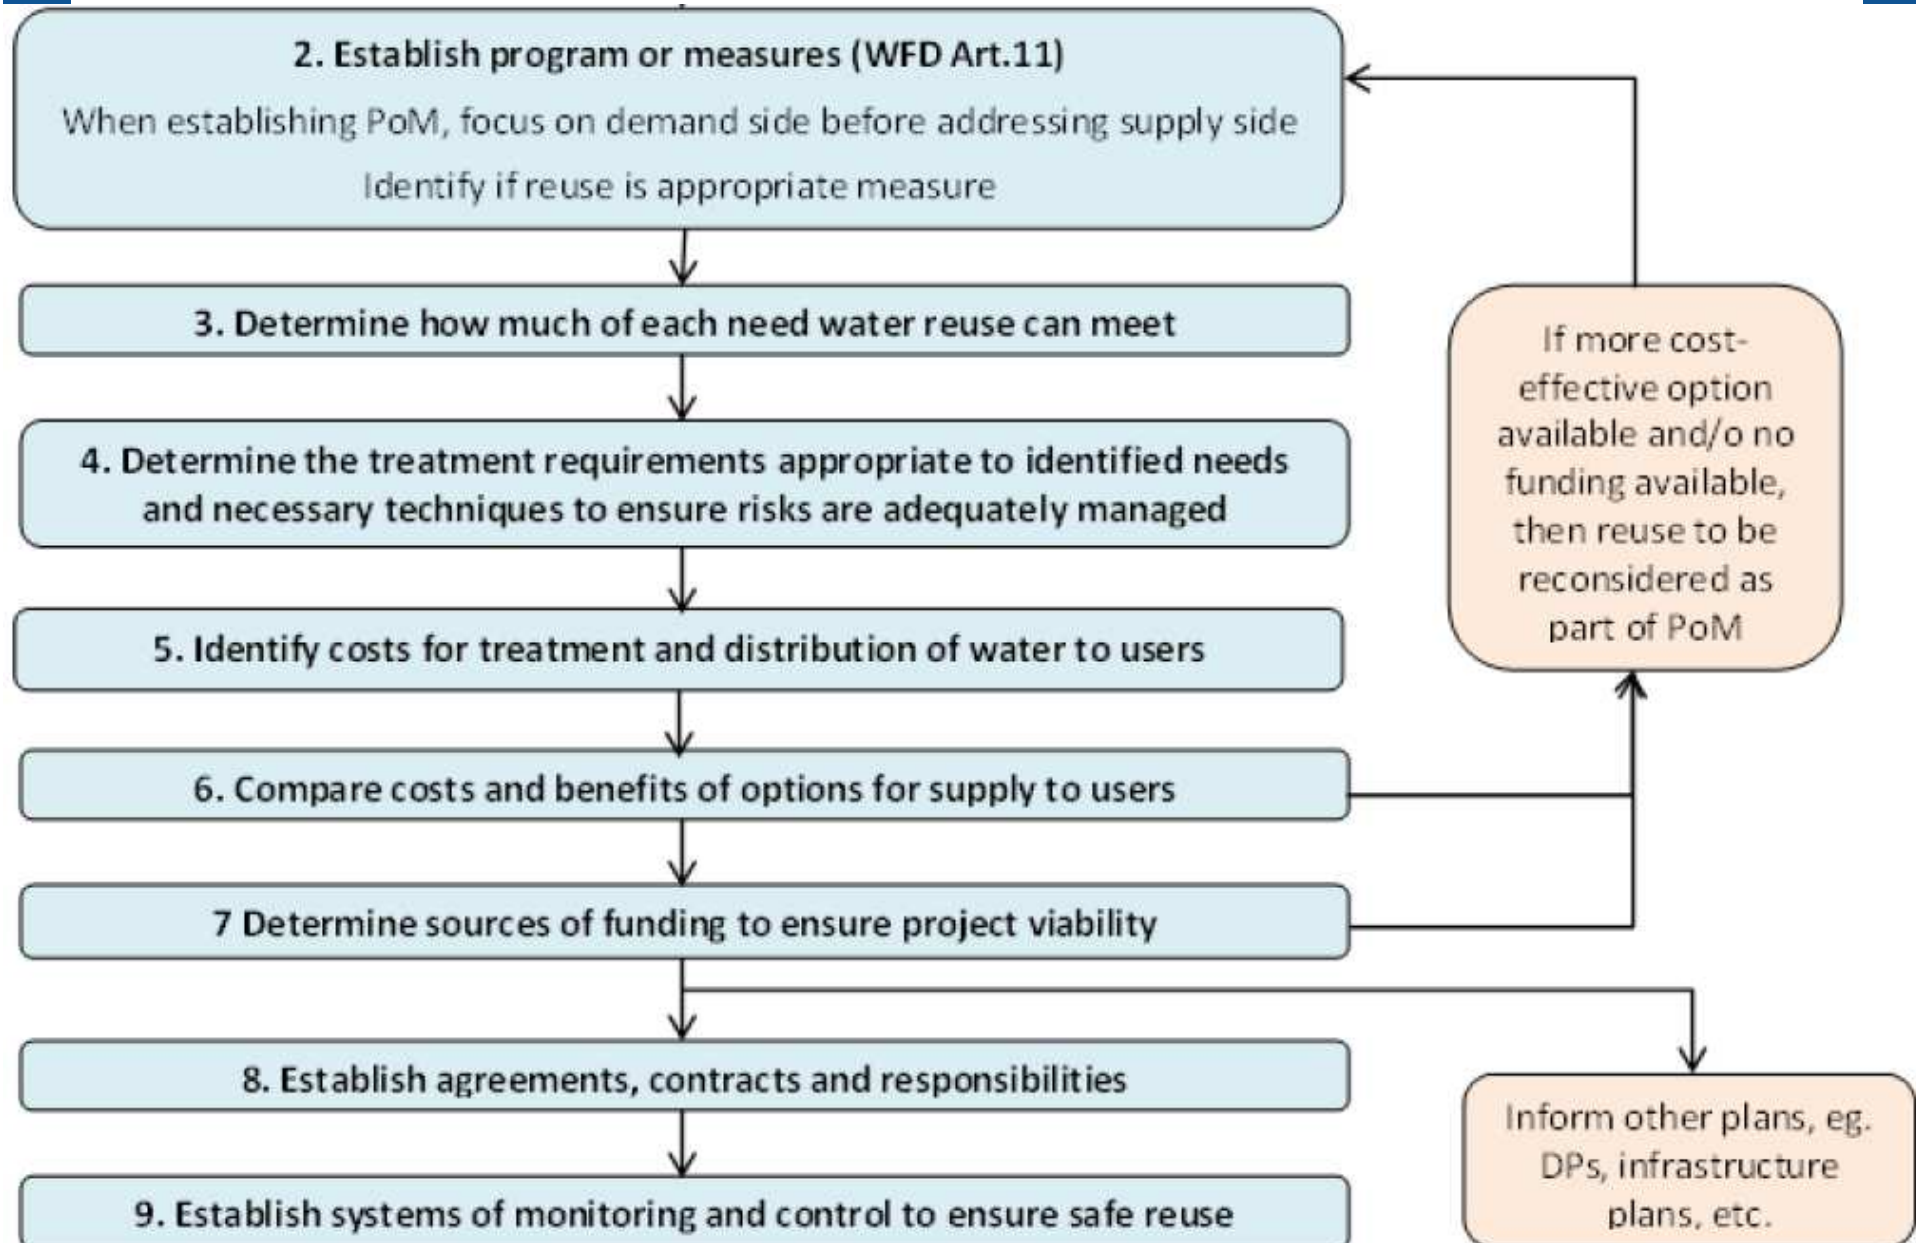 2. Establish program or measures (WFD Art.11)
When establishing PoM, focus on demand side before addressing supply side
Identify if reuse is appropriate measure
3. Determine how much of each need water reuse can meet
4. Determine the treatment requirements appropriate to identified needs
and necessary techniques to ensure risks are adequately managed
5. Identify costs for treatment and distribution of water to users
6. Compare costs and benefits of options for supply to users
7 Determine sources of funding to ensure project viability
8. Establish agreements, contracts and responsibilities
9. Establish systems of monitoring and control to ensure safe reuse
If more cost-
effective option
available and/o no
funding available,
then reuse to be
reconsidered as
part of PoM
Inform other plans, eg.
DPs, infrastructure
plans, etc.